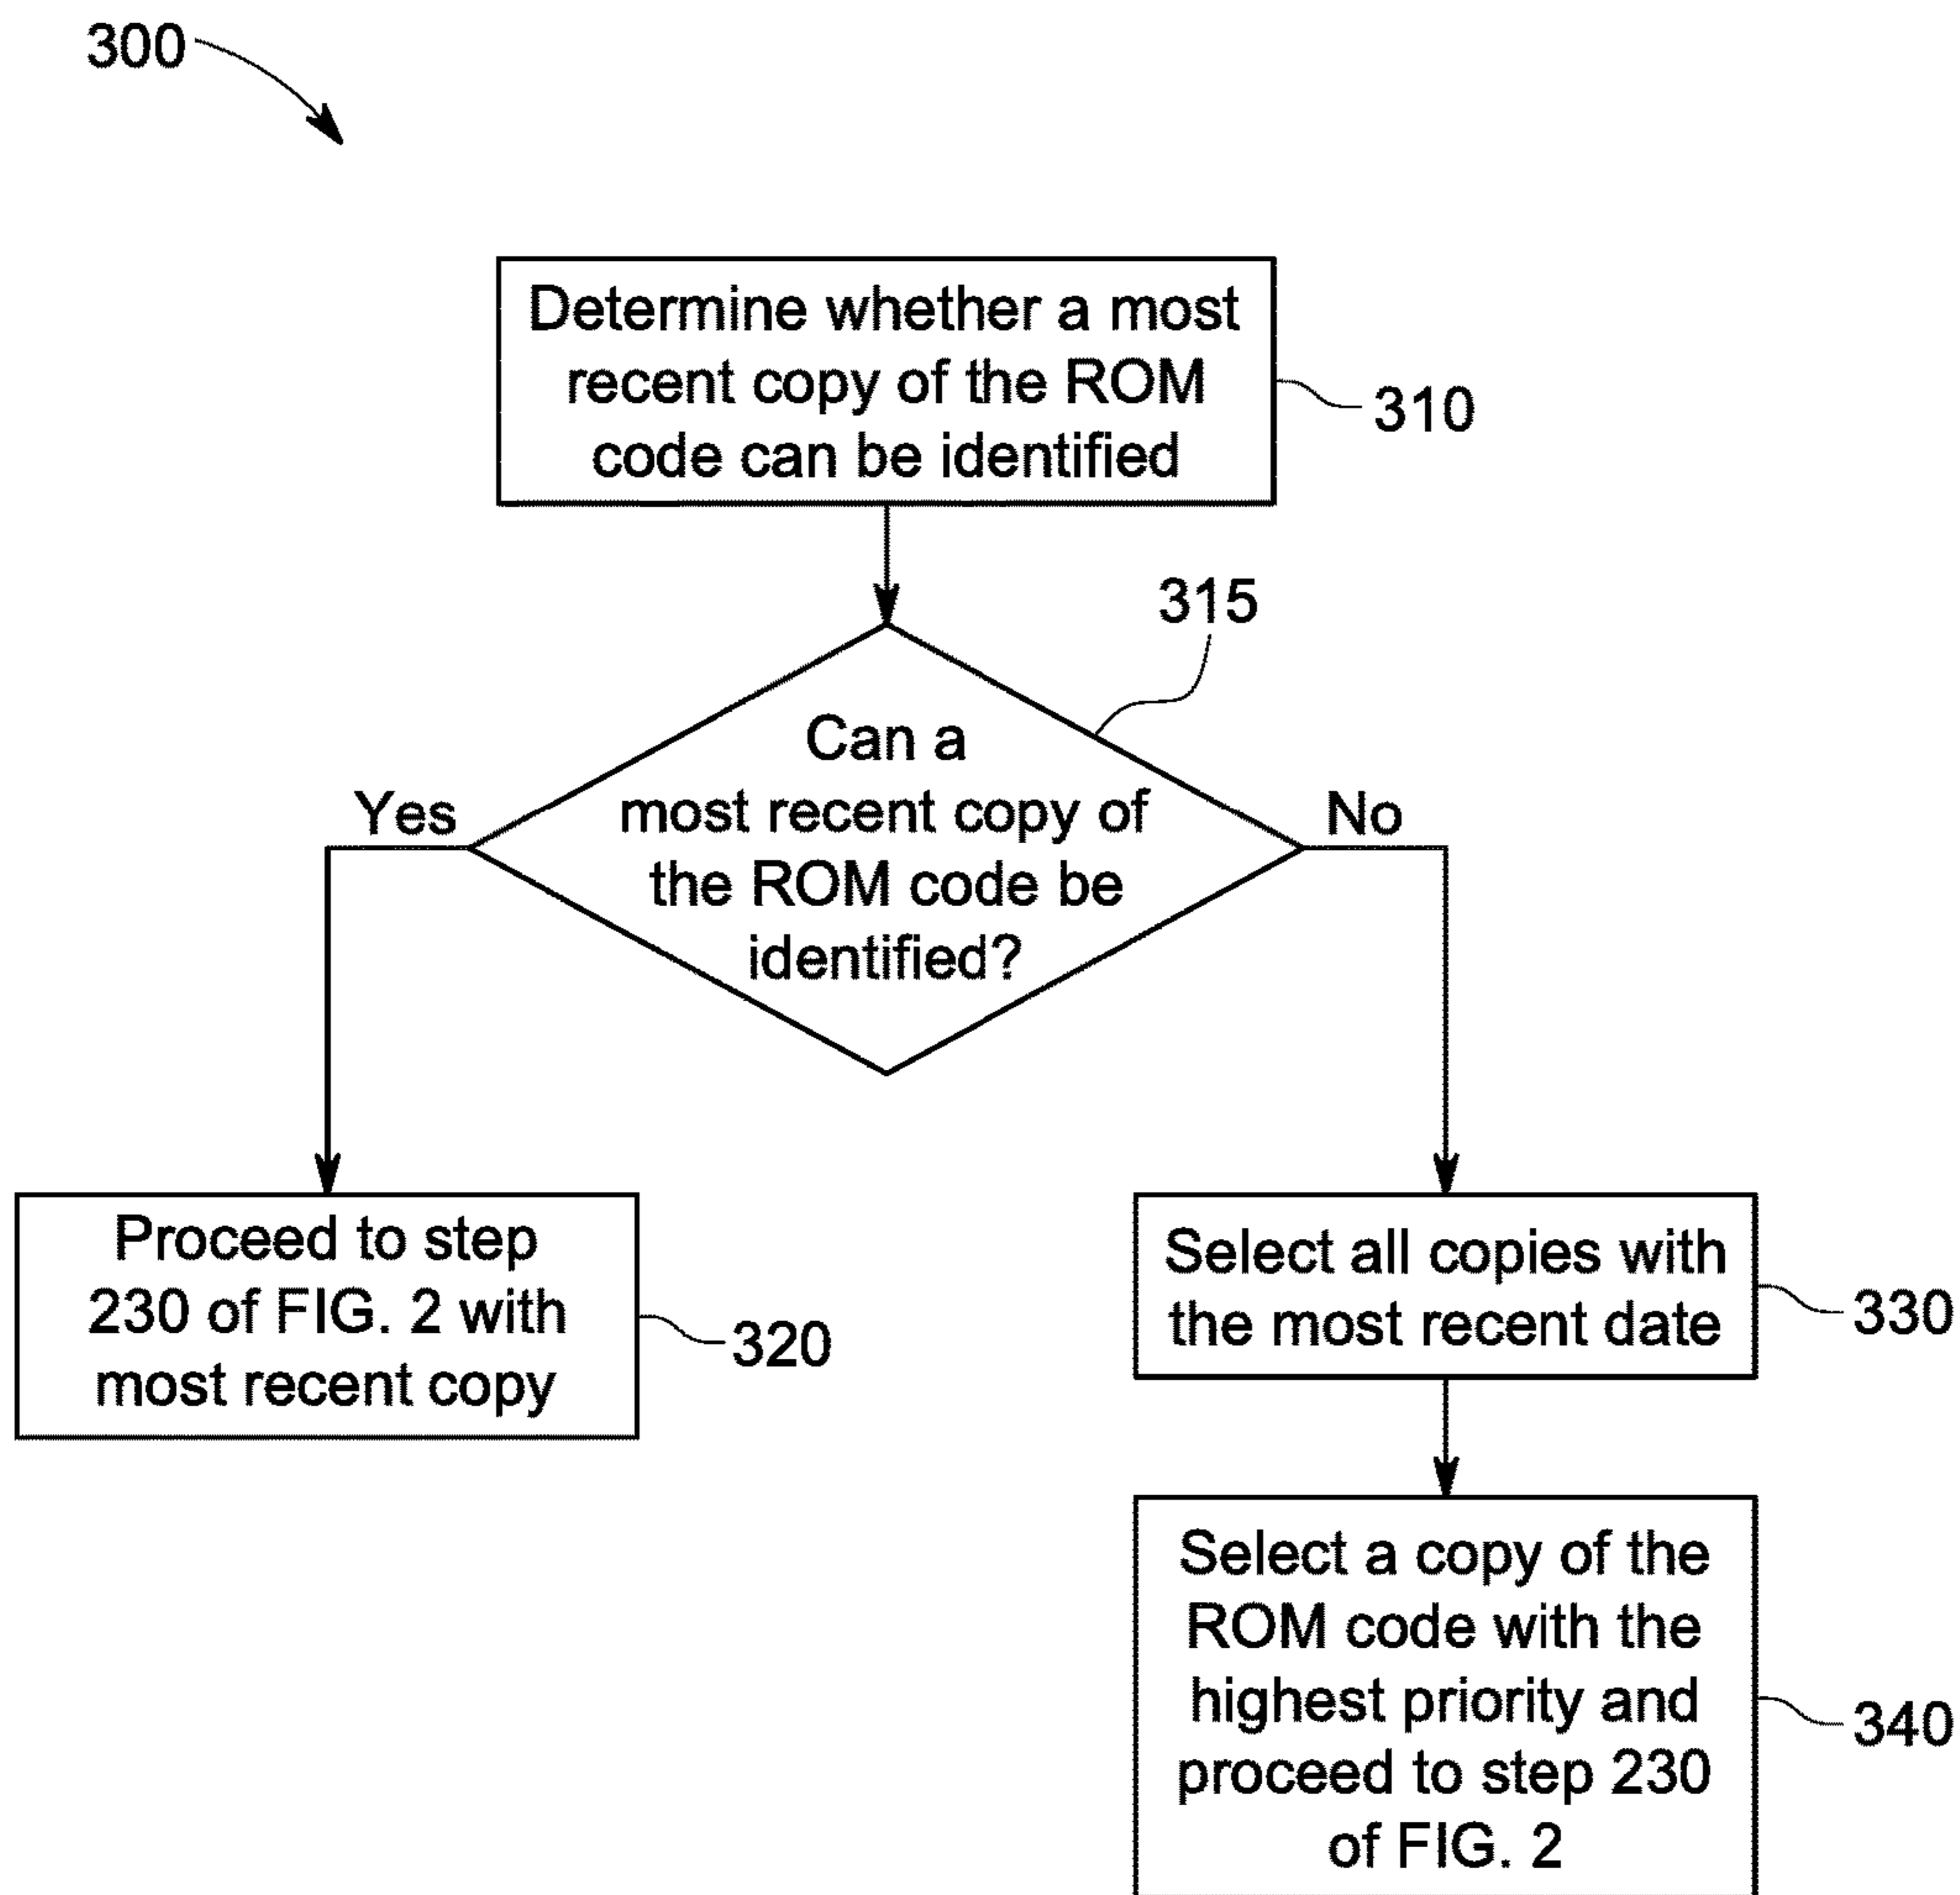 300
Determine whether a most
recent copy of the ROM
code can be identified
310
315
Can a
most recent copy of
the ROM code be
identified?
Yes
No
Proceed to step
230 of FIG. 2 with
most recent copy
320
Select all copies with
the most recent date
330
Select a copy of the
ROM code with the
highest priority and
proceed to step 230
of FIG. 2
340